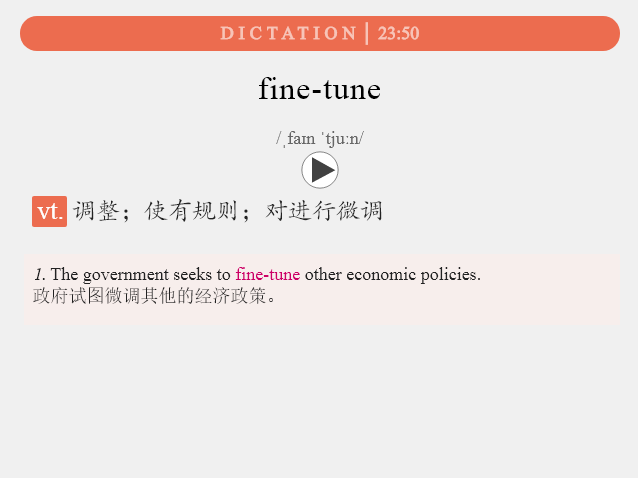 DICTATION | 23:50
fine-tune
/ˌfaɪn ˈtjuːn/
vt. 调整；使有规则；对进行微调
1. The government seeks to fine-tune other economic policies.
政府试图微调其他的经济政策。